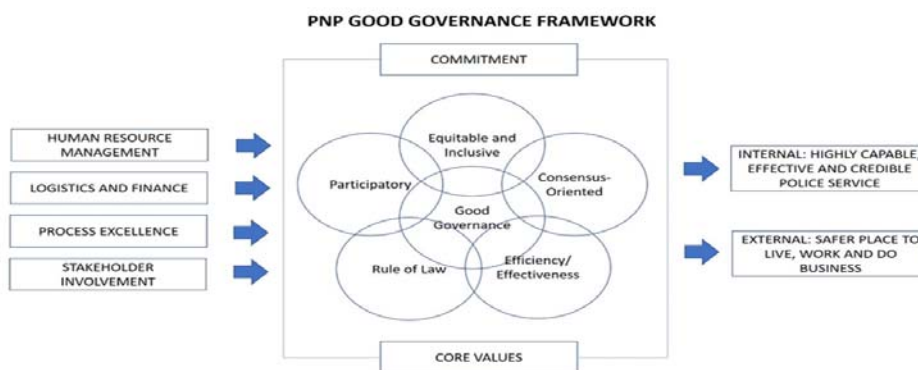 PNP GOOD GOVERNANCE FRAMEWORK
COMMITMENT
HUMAN RESOURCE
MANAGEMENT
LOGISTICS AND FINANCE
PROCESS EXCELLENCE
STAKEHOLDER
INVOLVEMENT
Equitable and
Inclusive
Participatory
Consensus-
Oriented
Good
Governance
Rule of Law
Efficiency/
Effectiveness
CORE VALUES
INTERNAL: HIGHLY CAPABLE,
EFFECTIVE AND CREDIBLE
POLICE SERVICE
EXTERNAL: SAFER PLACE TO
LIVE, WORK AND DO
BUSINESS